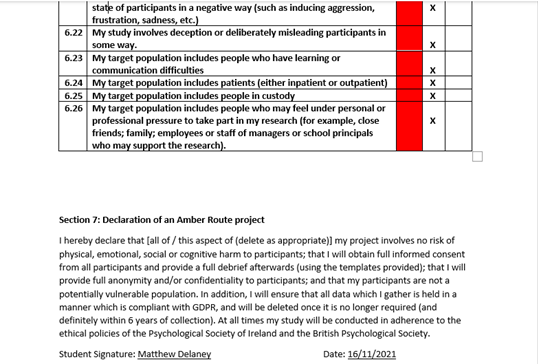 state of participants in a negative way (such as inducing aggression,
frustration, sadness, etc.) X
6.22 My study involves deception or deliberately misleading participants in
some way. X
6.23 My target population includes people who have learning or
communication difficulties X
6.24 My target population includes patients (either inpatient or outpatient) X
6.25 My target population includes people in custody X
6.26 My target population includes people who may feel under personal or
professional pressure to take part in my research (for example, close X
friends; family; employees or staff of managers or school principals
who may support the research).
Section 7: Declaration of an Amber Route project
I hereby declare that [all of / this aspect of (delete as appropriate)] my project involves no risk of
physical, emotional, social or cognitive harm to participants; that I will obtain full informed consent
from all participants and provide a full debrief afterwards (using the templates provided); that I will
provide full anonymity and/or confidentiality to participants; and that my participants are not a
potentially vulnerable population. In addition, I will ensure that all data which I gather is held in a
manner which is compliant with GDPR, and will be deleted once it is no longer required (and
definitely within 6 years of collection). At all times my study will be conducted in adherence to the
ethical policies of the Psychological Society of Ireland and the British Psychological Society.
Student Signature: Matthew Delaney Date: 16/11/2021